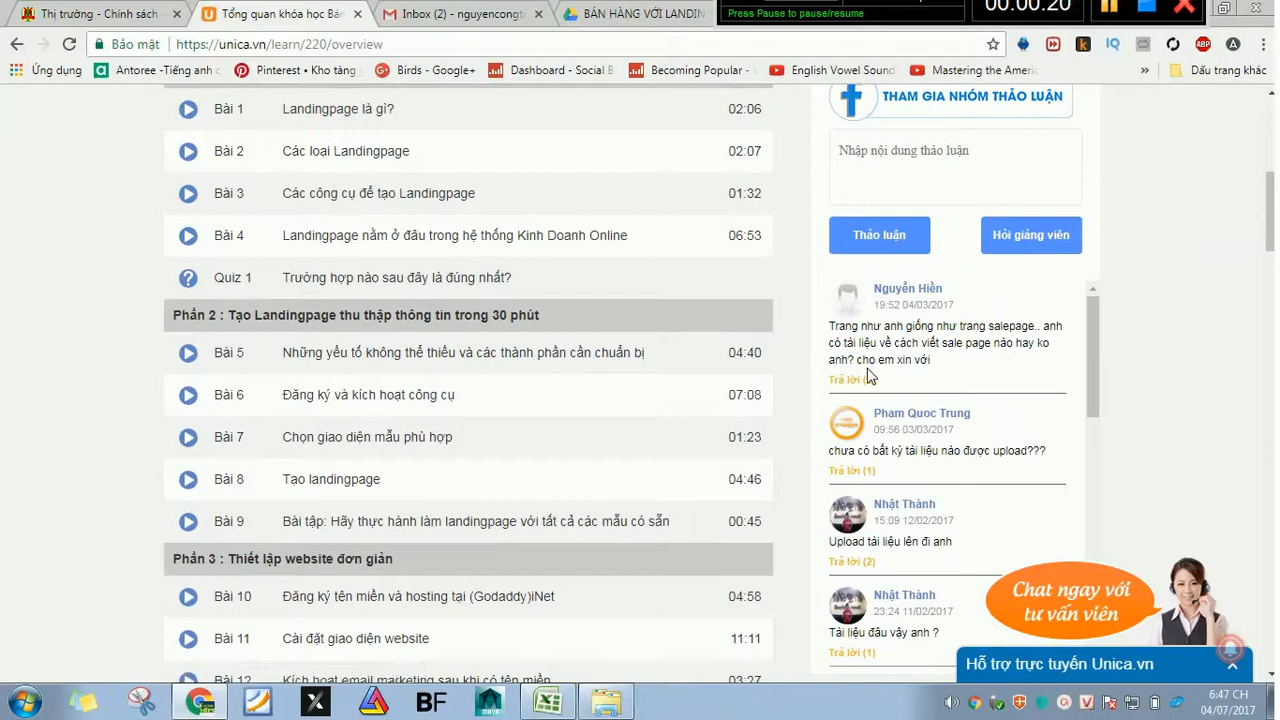 Thi thử
Tổng quan khóa học - Bà
Inbox (2) - nguyenvietnh
BÁN HÀNG VỚI LANDIN
Press Pause to pause/resume
00:00:20
Bảo mật
https://unica.vn/learn/220/overview
Ứng dụng
Antoree -Tiếng anh
Pinterest • Kho tàng
Birds - Google+
Dashboard - Social B
Becoming Popular -
English Vowel Sound
Mastering the Ameri
»
Dấu trang khác
Bài 1 Landingpage là gì? 02:06
Bài 2 Các loại Landingpage 02:07
Bài 3 Các công cụ để tạo Landingpage 01:32
Bài 4 Landingpage nằm ở đâu trong hệ thống Kinh Doanh Online 06:53
Quiz 1 Trường hợp nào sau đây là đúng nhất?
Phần 2 : Tạo Landingpage thu thập thông tin trong 30 phút
Bài 5 Những yếu tố không thể thiếu và các thành phần cần chuẩn bị 04:40
Bài 6 Đăng ký và kích hoạt công cụ 07:08
Bài 7 Chọn giao diện mẫu phù hợp 01:23
Bài 8 Tạo landingpage 04:46
Bài 9 Bài tập: Hãy thực hành làm landingpage với tất cả các mẫu có sẵn 00:45
Phần 3 : Thiết lập website đơn giản
Bài 10 Đăng ký tên miền và hosting tại (Godaddy)iNet 04:58
Bài 11 Cài đặt giao diện website 11:11
Bài 12 có tên miền 03:27
THAM GIA NHÓM THẢO LUẬN
Nhập nội dung thảo luận
Thảo luận
Hỏi giảng viên
Nguyễn Hiền
19:52 04/03/2017
Trang như anh giống như trang salepage.. anh
có tài liệu về cách viết sale page nào hay ko
anh? cho em xin với
Trả lời
Pham Quoc Trung
09:56 03/03/2017
chưa có bất kỳ tài liệu nào được upload???
Trả lời (1)
Nhật Thành
15:09 12/02/2017
Upload tài liệu lên đi anh
Trả lời (2)
Nhật Thành
23:24 11/02/2017
Tài liệu đâu vậy anh ?
Trả lời (1)
Chat ngay với
tư vấn viên
Hỗ trợ trực tuyến Unica.vn
BF
6:47 CH
04/07/2017